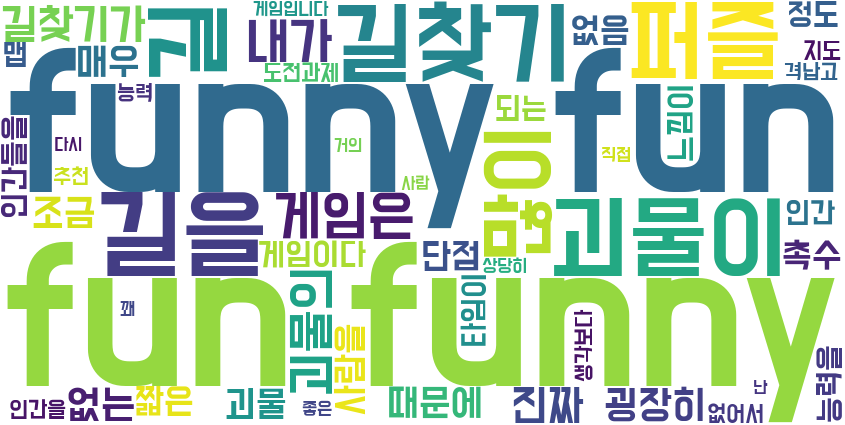 길찾기가
게임입니다
길찾기
없음
퍼즐
정도
맵
매우
길
내가
도전과제
지도
격납고
funny fun
능력
되는
느낌이
인간들을
다시
거의
직접
추천
사람
맵이
조금
길을
게임은
현
괴물이
인간
게임이다
단점
상당히
촉수
fun funny
꽤
괴물의
사람을
타임이
생각보다
인간을
없는
짧은
괴물
좋은
때문에
진짜
굉장히
없어서
난
능력을